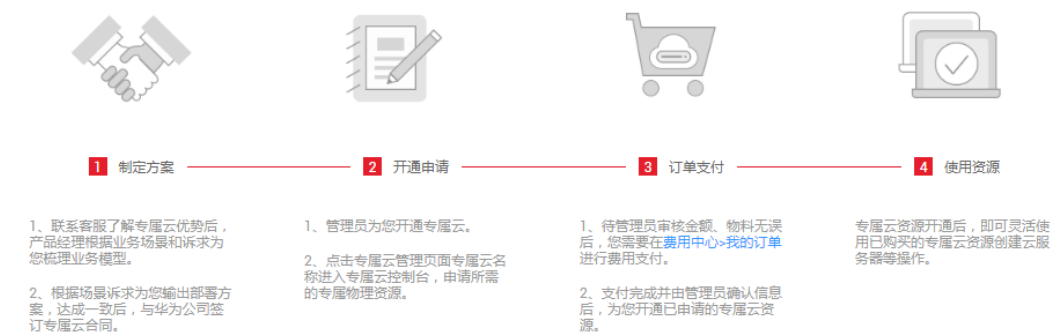 1 制定方案
2 开通申请
3 订单支付
4 使用资源
1、联系客服了解专属云优势后，
产品经理根据业务场景和诉求为
您梳理业务模型。
2、根据场景诉求为您输出部署方
案，达成一致后，与华为公司签
订专属云合同。
1、管理员为您开通专属云。
2、点击专属云管理页面专属云名
称进入专属云控制台，申请所需
的专属物理资源。
1、待管理员审核金额、物料无误
后，您需要在费用中心>我的订单
进行费用支付。
2、支付完成并由管理员确认信息
后，为您开通已申请的专属云资
源。
专属云资源开通后，即可灵活使
用已购买的专属云资源创建云服
务器等操作。